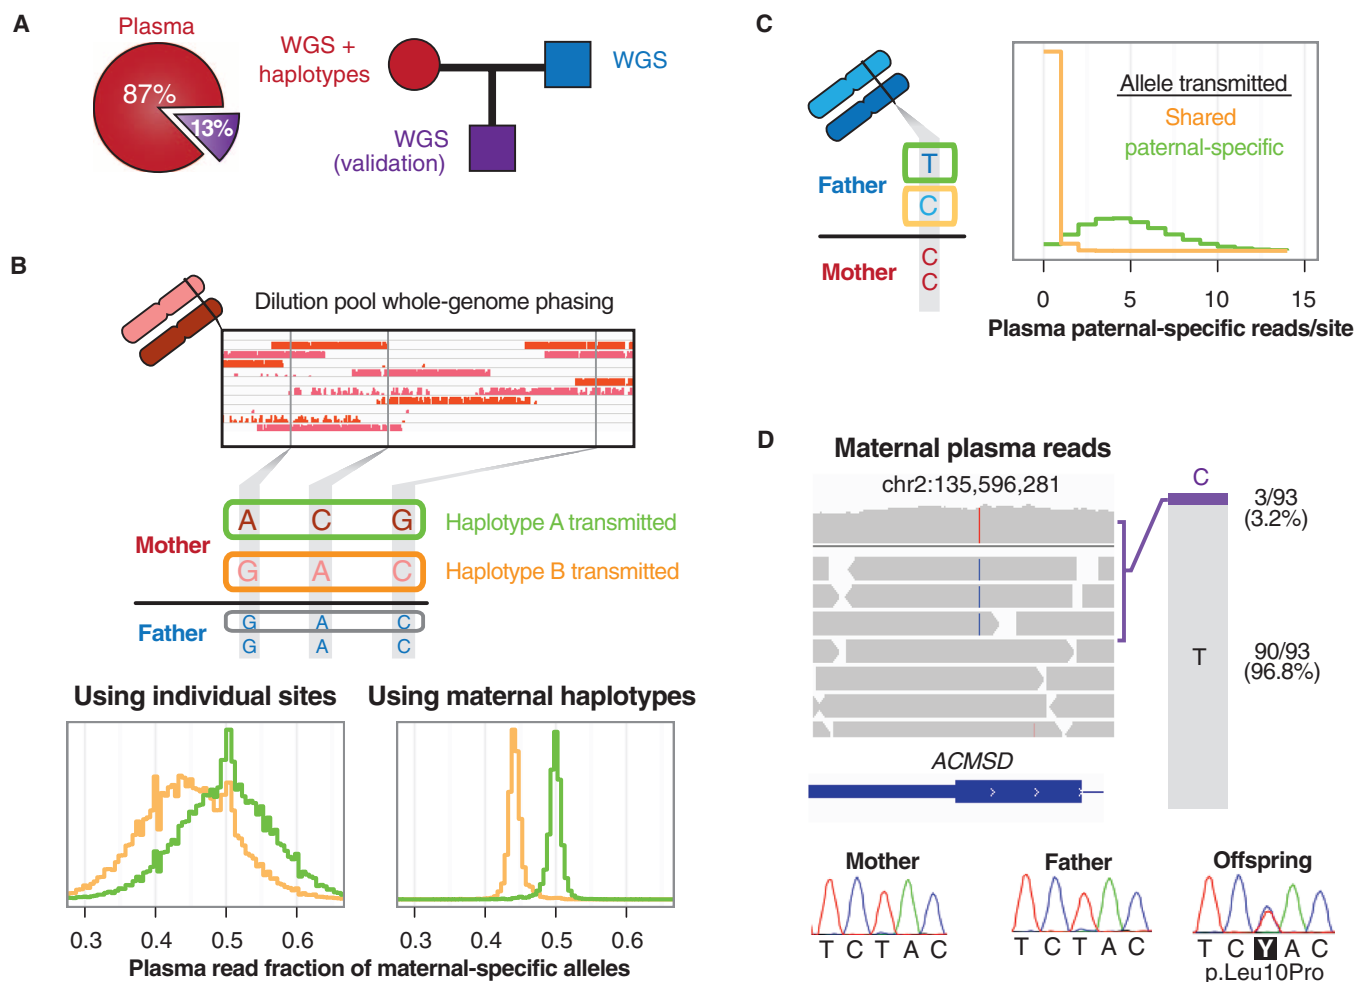 A
Plasma
87%
13%
WGS +
haplotypes
WGS
WGS
(validation)
B
Dilution pool whole-genome phasing
A C G
Haplotype A transmitted
Mother
G A C
Haplotype B transmitted
G A C
Father
G A C
Using individual sites
Using maternal haplotypes
0.3 0.4 0.5 0.6
0.3 0.4 0.5 0.6
Plasma read fraction of maternal-specific alleles
C
Allele transmitted
Shared
paternal-specific
T
Father
C
C
Mother
C
0 5 10 15
Plasma paternal-specific reads/site
D
Maternal plasma reads
chr2:135,596,281
C
3/93
(3.2%)
T
90/93
(96.8%)
ACMSD
Mother
Father
Offspring
T C T A C
T C T A C
T C Y A C
p.Leu10Pro